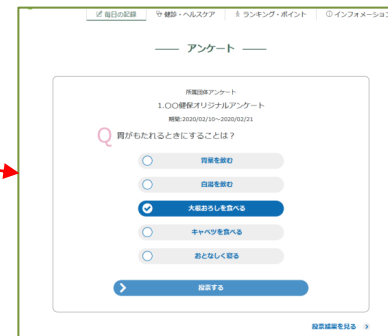 毎日の記録 健診・ヘルスケア ランキング・ポイント インフォメーション
アンケート
所属団体アンケート
1.〇〇健保オリジナルアンケート
期間:2020/02/10~2020/02/21
Q 胃がもたれるときにすることは?
胃薬を飲む
白湯を飲む
大根おろしを食べる
キャベツを食べる
おとなしく寝る
投票する
投票結果を見る